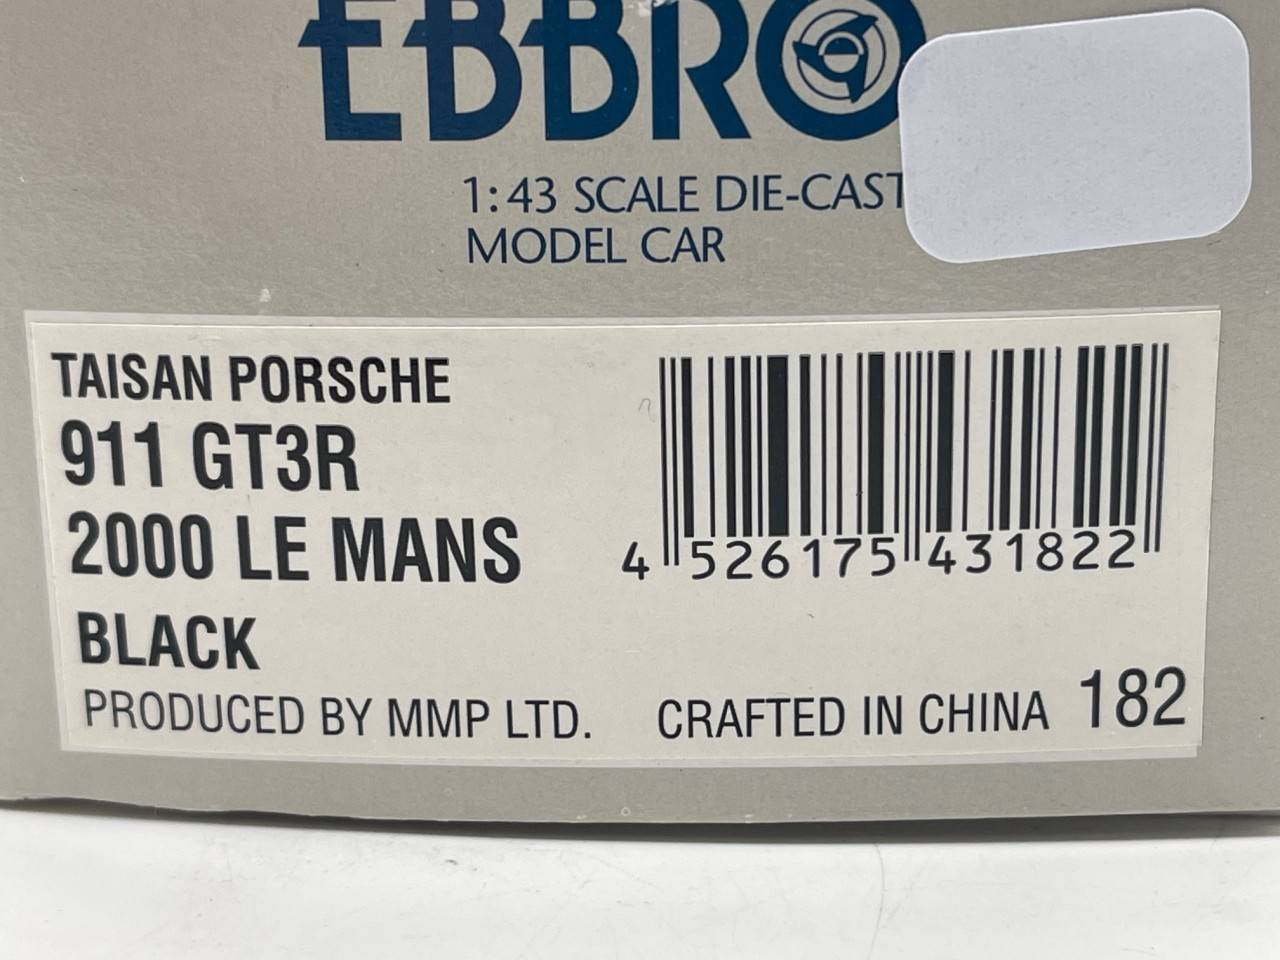 EBBRO
1:43 SCALE DIE-CAST
MODEL CAR
TAISAN PORSCHE
911 GT3R
2000 LE MANS
BLACK
4 526175 431822
PRODUCED BY MMP LTD. CRAFTED IN CHINA 182